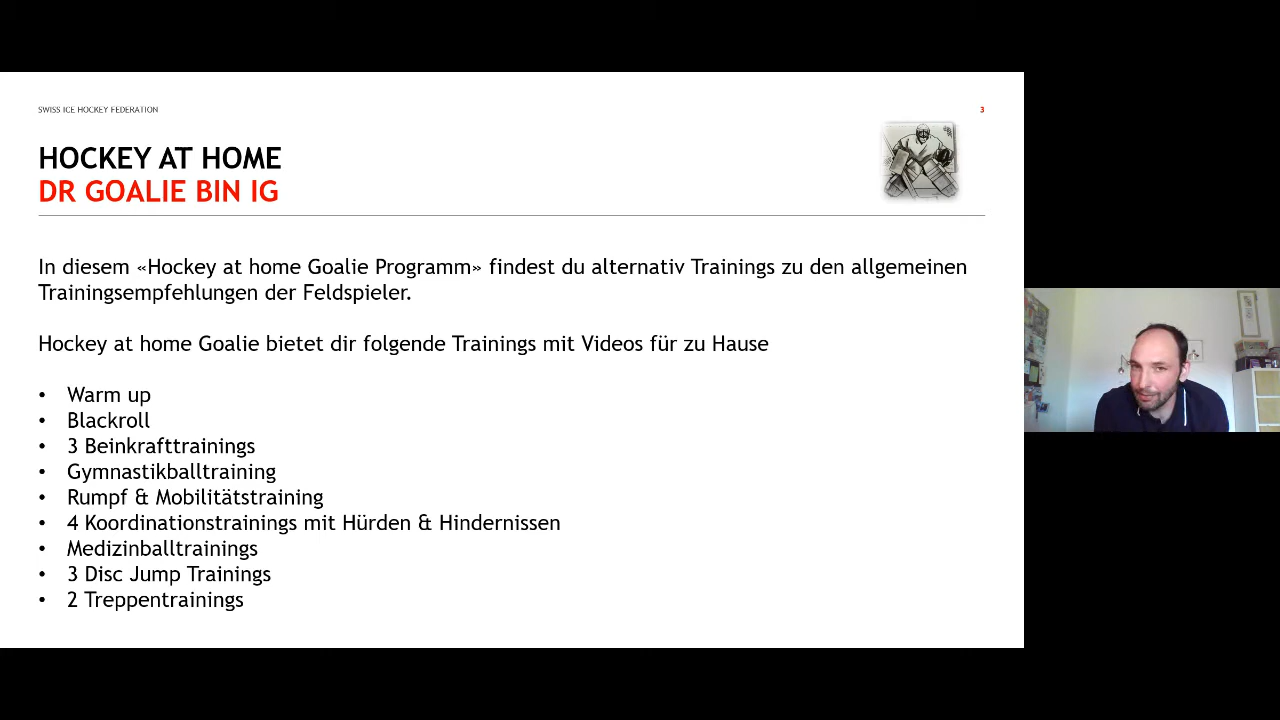 SWISS ICE HOCKEY FEDERATION
3
HOCKEY AT HOME
DR GOALIE BIN IG
In diesem «Hockey at home Goalie Programm» findest du alternativ Trainings zu den allgemeinen
Trainingsempfehlungen der Feldspieler.
Hockey at home Goalie bietet dir folgende Trainings mit Videos für zu Hause
• Warm up
• Blackroll
• 3 Beinkrafttrainings
• Gymnastikballtraining
• Rumpf & Mobilitätstraining
• 4 Koordinationstrainings mit Hürden & Hindernissen
• Medizinballtrainings
• 3 Disc Jump Trainings
• 2 Treppentrainings